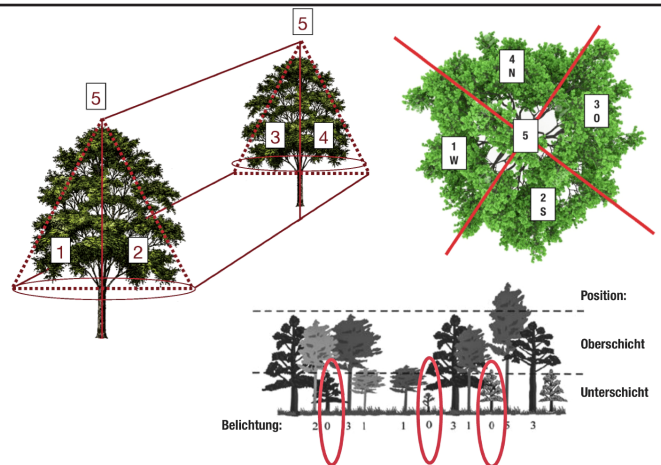 5
5
3 4
1 2
4
N
3
O
5
1
W
2
S
Position:
Oberschicht
Unterschicht
Belichtung: 2 0 3 1 1 0 3 1 0 5 3